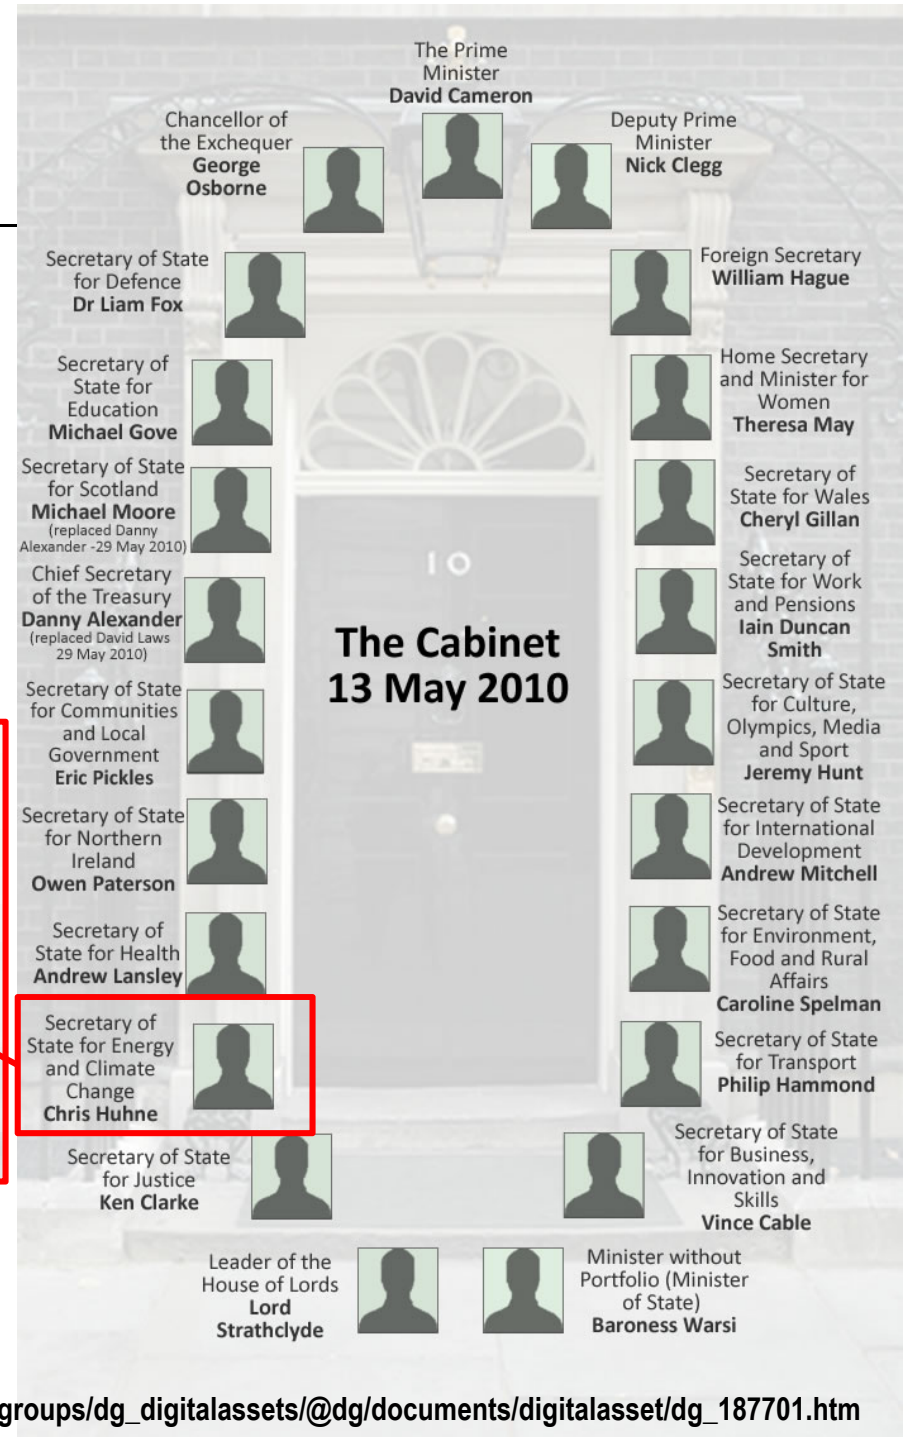 The Prime
Minister
David Cameron
Chancellor of
the Exchequer
George
Osborne
Deputy Prime
Minister
Nick Clegg
Secretary of State
for Defence
Dr Liam Fox
Foreign Secretary
William Hague
Secretary of
State for
Education
Michael Gove
Home Secretary
and Minister for
Women
Theresa May
Secretary of State
for Scotland
Michael Moore
(replaced Danny
Alexander -29 May 2010)
Secretary of
State for Wales
Cheryl Gillan
Chief Secretary
of the Treasury
Danny Alexander
(replaced David Laws
29 May 2010)
Secretary of
State for Work
and Pensions
Iain Duncan
Smith
10
The Cabinet
13 May 2010
Secretary of State
for Communities
and Local
Government
Eric Pickles
Secretary of State
for Culture,
Olympics, Media
and Sport
Jeremy Hunt
Secretary of State
for Northern
Ireland
Owen Paterson
Secretary of State
for International
Development
Andrew Mitchell
Secretary of
State for Health
Andrew Lansley
Secretary of State
for Environment,
Food and Rural
Affairs
Caroline Spelman
Secretary of
State for Energy
and Climate
Change
Chris Huhne
Secretary of State
for Transport
Philip Hammond
Secretary of State
for Justice
Ken Clarke
Secretary of State
for Business,
Innovation and
Skills
Vince Cable
Leader of the
House of Lords
Lord
Strathclyde
Minister without
Portfolio (Minister
of State)
Baroness Warsi
groups/dg_digitalassets/@dg/documents/digitalasset/dg_187701.htm